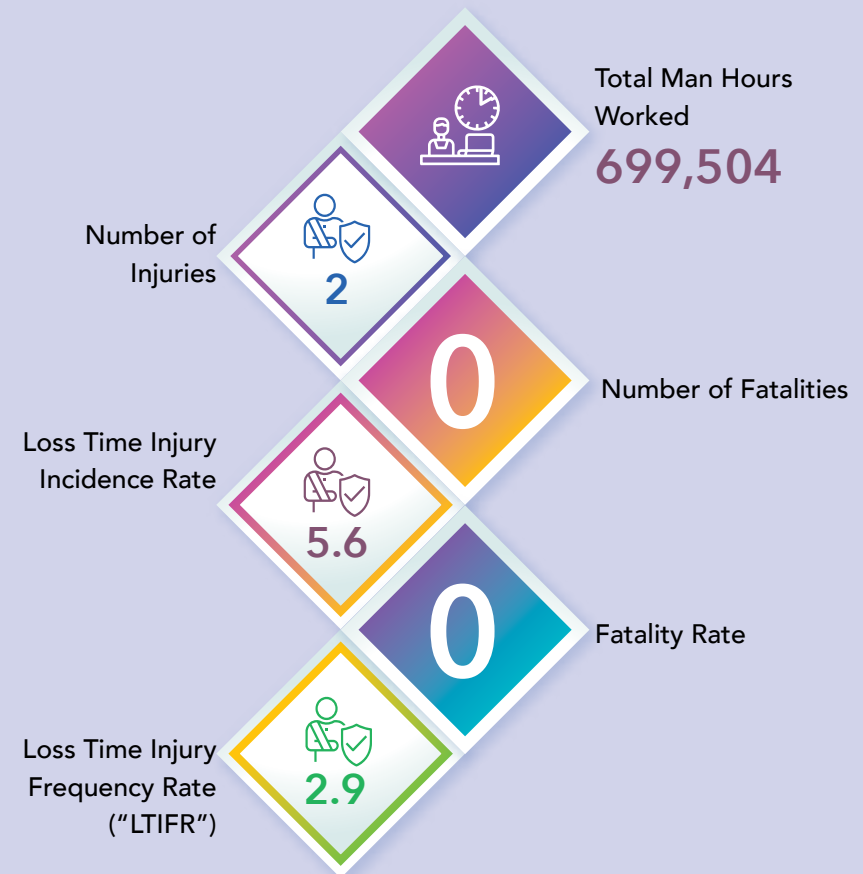 Total Man Hours
Worked
699,504
Number of
Injuries
2
0
Number of Fatalities
Loss Time Injury
Incidence Rate
5.6
0
Fatality Rate
Loss Time Injury
Frequency Rate
(“LTIFR”)
2.9